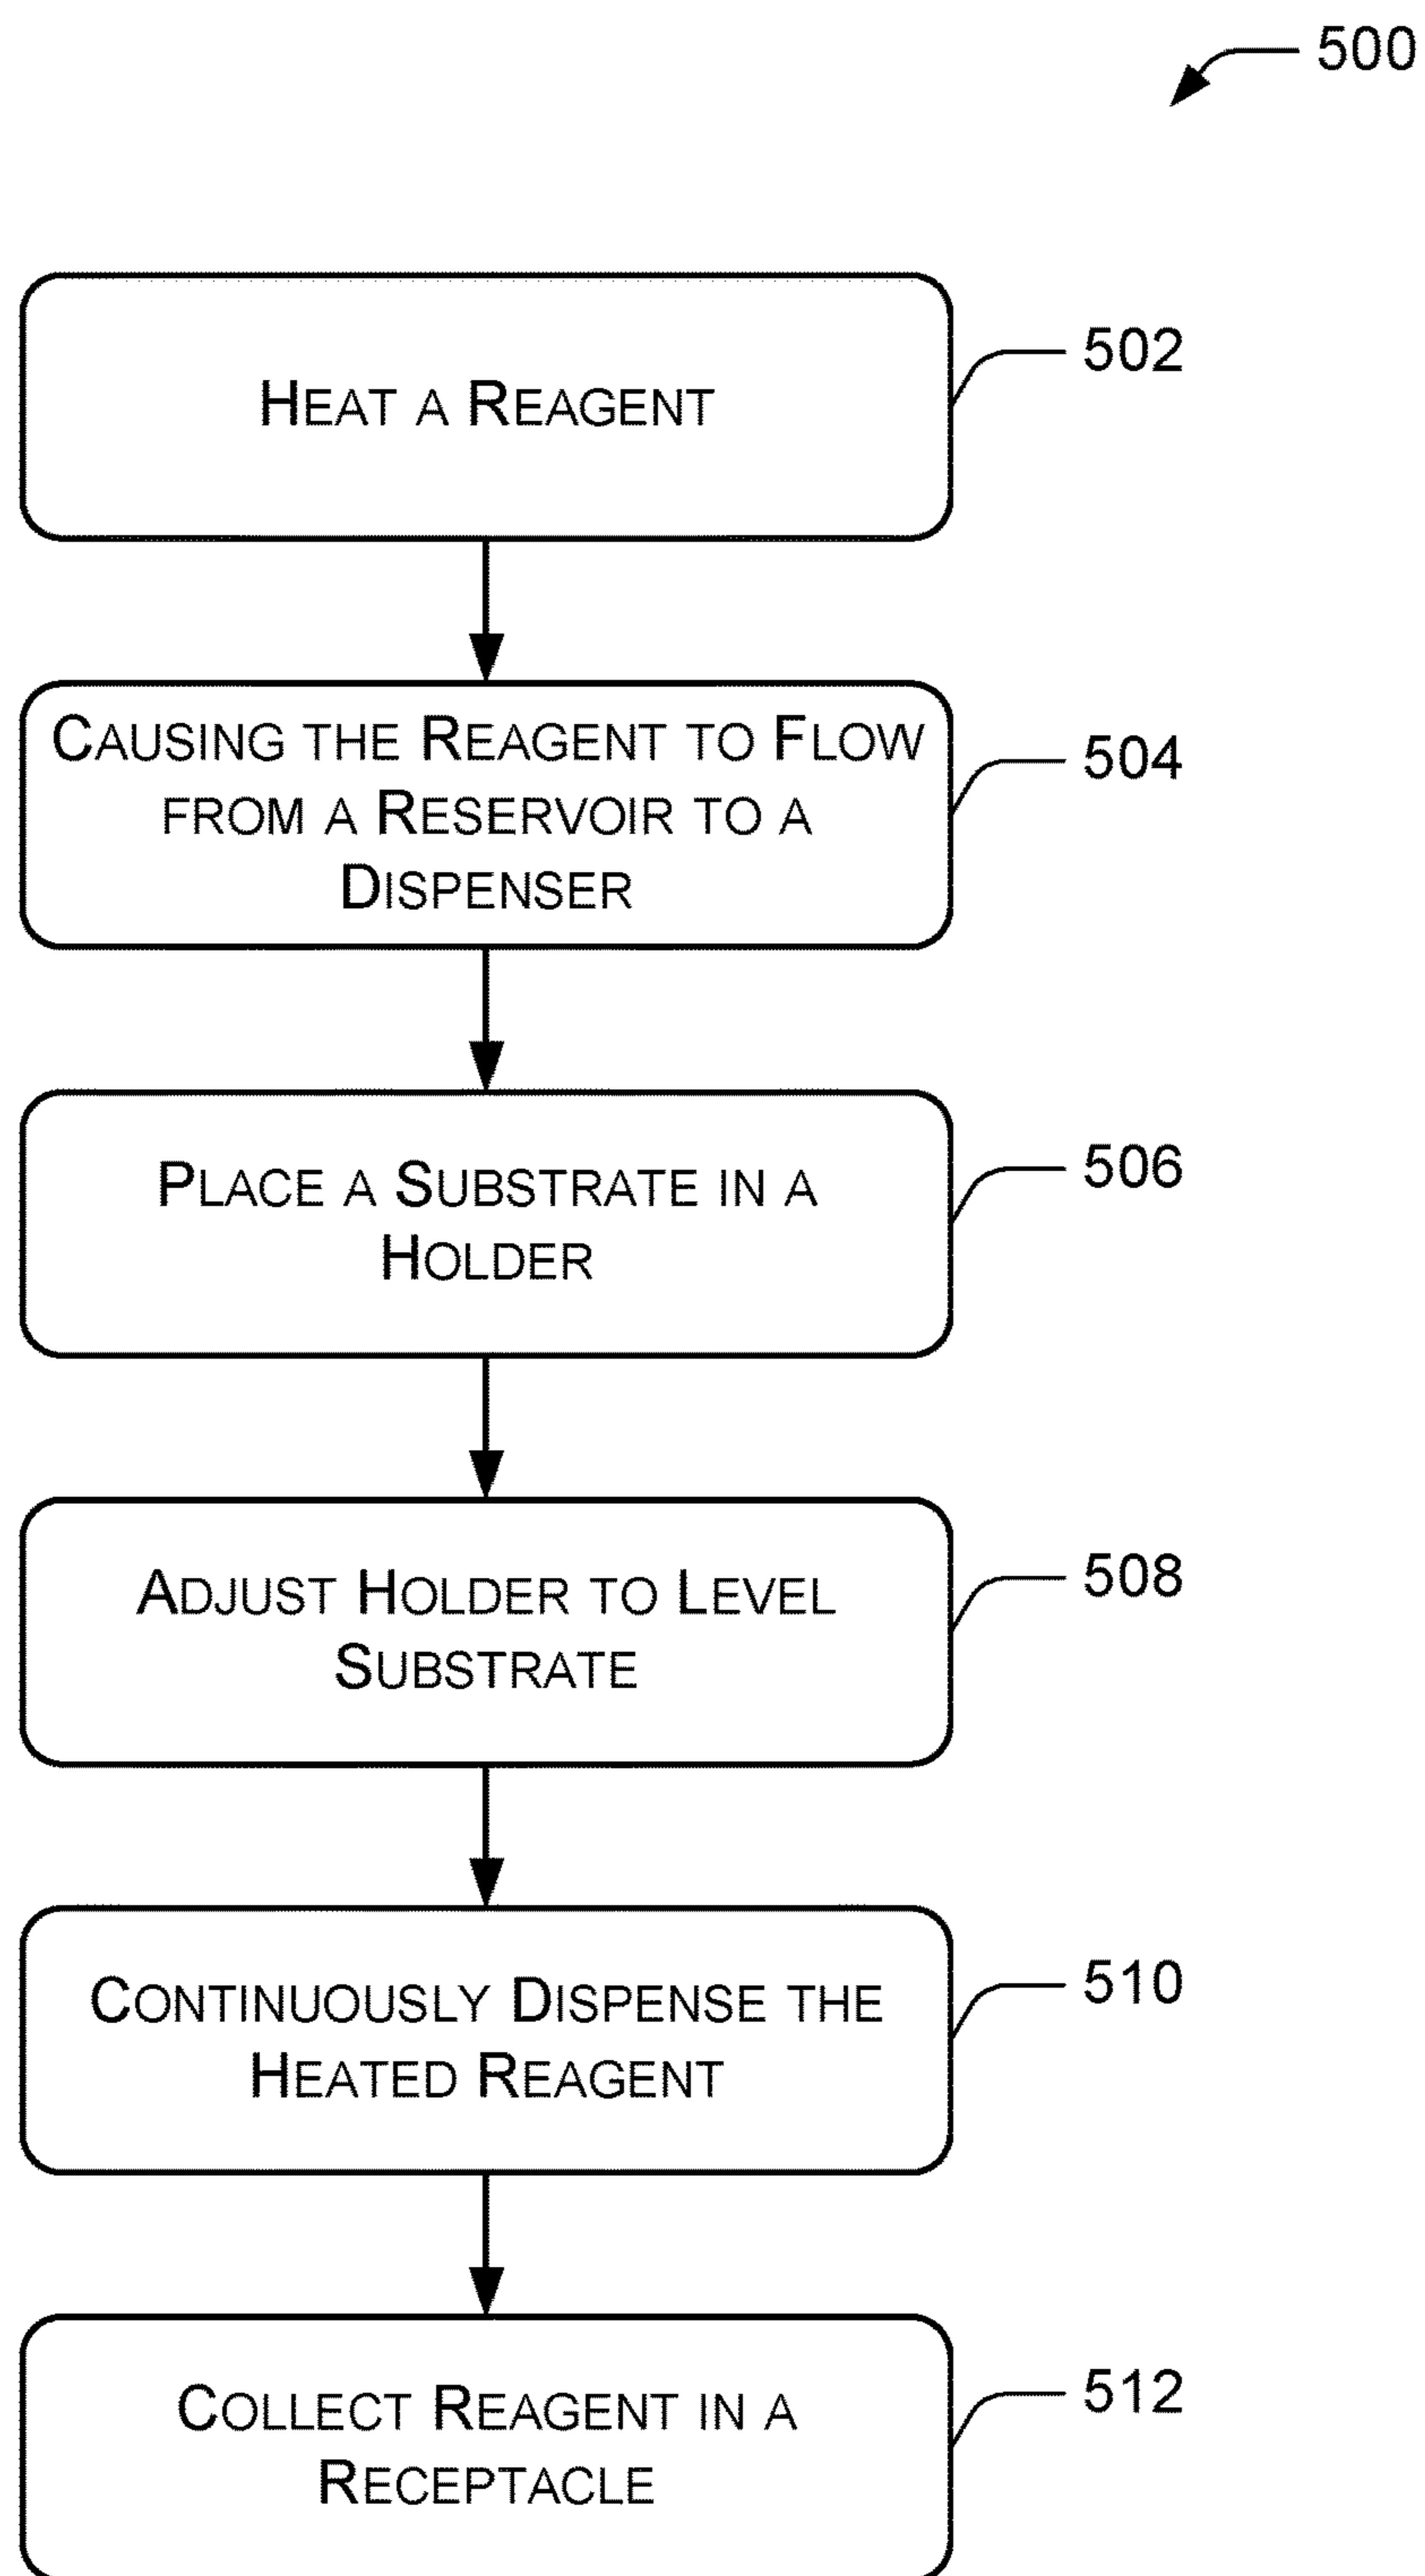 500
HEAT A REAGENT
502
CAUSING THE REAGENT TO FLOW
FROM A RESERVOIR TO A
DISPENSER
504
PLACE A SUBSTRATE IN A
HOLDER
506
ADJUST HOLDER TO LEVEL
SUBSTRATE
508
CONTINUOUSLY DISPENSE THE
HEATED REAGENT
510
COLLECT REAGENT IN A
RECEPTACLE
512